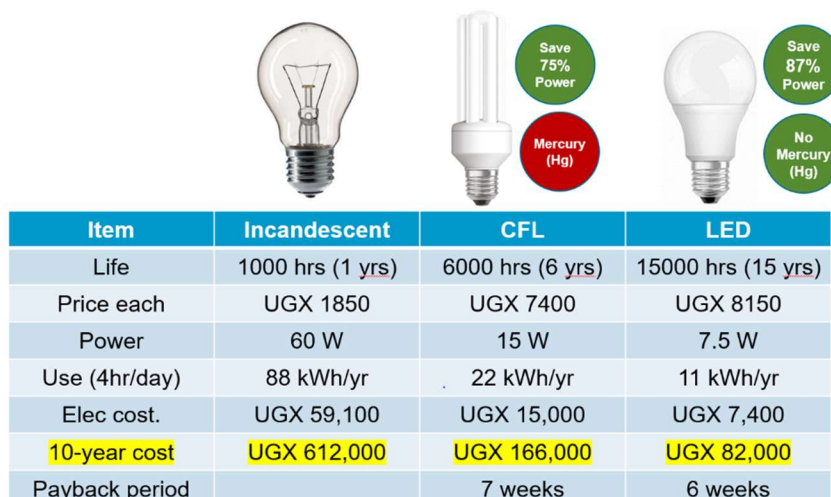 Save
75%
Power
Mercury
(Hg)
Save
87%
Power
No
Mercury
(Hg)
Item Incandescent CFL LED
Life 1000 hrs (1 yrs) 6000 hrs (6 yrs) 15000 hrs (15 yrs)
Price each UGX 1850 UGX 7400 UGX 8150
Power 60 W 15 W 7.5 W
Use (4hr/day) 88 kWh/yr 22 kWh/yr 11 kWh/yr
Elec cost. UGX 59,100 UGX 15,000 UGX 7,400
10-year cost UGX 612,000 UGX 166,000 UGX 82,000
Payback period 7 weeks 6 weeks